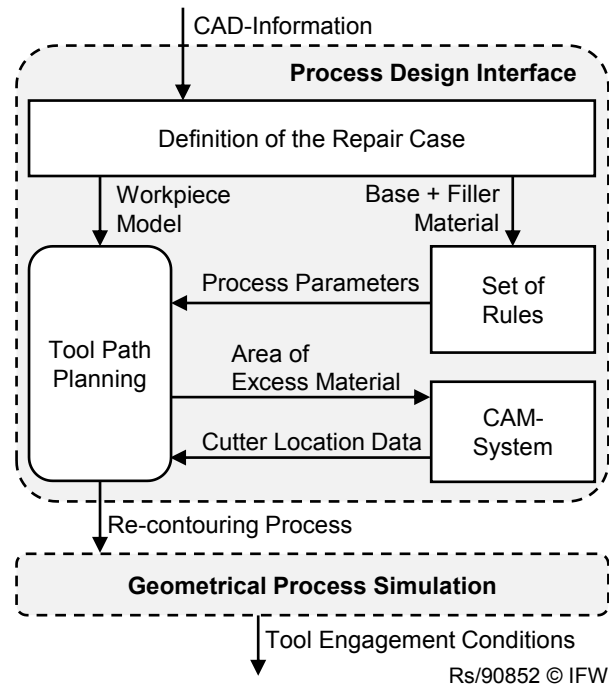 CAD-Information
Process Design Interface
Definition of the Repair Case
Workpiece
Model
Base + Filler
Material
Process Parameters
Set of
Rules
Tool Path
Planning
Area of
Excess Material
CAM-
System
Cutter Location Data
Re-contouring Process
Geometrical Process Simulation
Tool Engagement Conditions
Rs/90852 © IFW